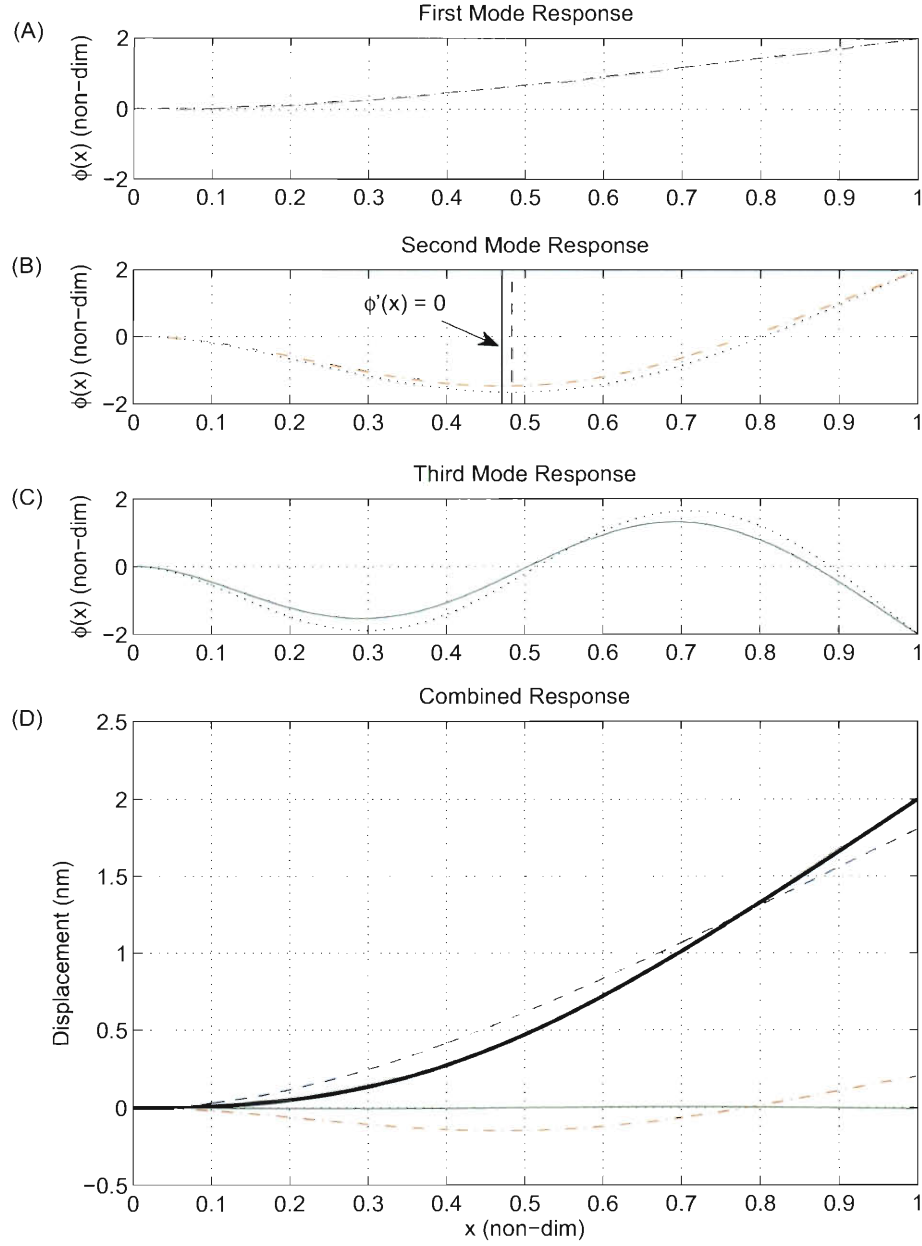 (A)
First Mode Response
ϕ(x) (non−dim)
2
0
−2
0 0.1 0.2 0.3 0.4 0.5 0.6 0.7 0.8 0.9 1
(B)
Second Mode Response
ϕ(x) (non−dim)
2
0
−2
ϕ'(x) = 0
0 0.1 0.2 0.3 0.4 0.5 0.6 0.7 0.8 0.9 1
(C)
Third Mode Response
ϕ(x) (non−dim)
2
0
−2
0 0.1 0.2 0.3 0.4 0.5 0.6 0.7 0.8 0.9 1
(D)
Combined Response
Displacement (nm)
2.5
2
1.5
1
0.5
0
−0.5
0 0.1 0.2 0.3 0.4 0.5 0.6 0.7 0.8 0.9 1
x (non−dim)